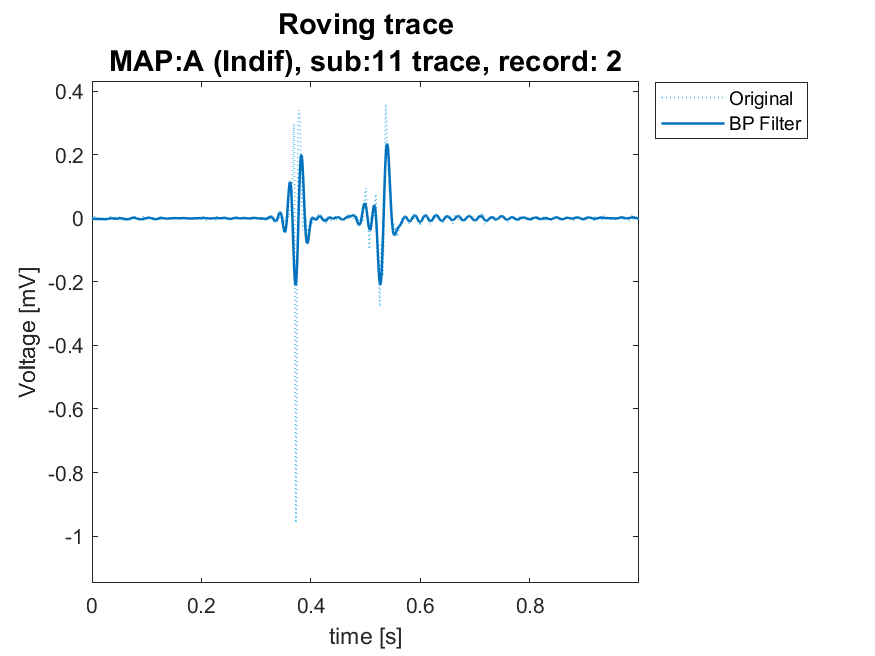 Roving trace
MAP:A (Indif), sub:11 trace, record: 2
Original
BP Filter
0.4
0.2
0
-0.2
-0.4
-0.6
-0.8
-1
Voltage [mV]
0
0.2
0.4
0.6
0.8
time [s]